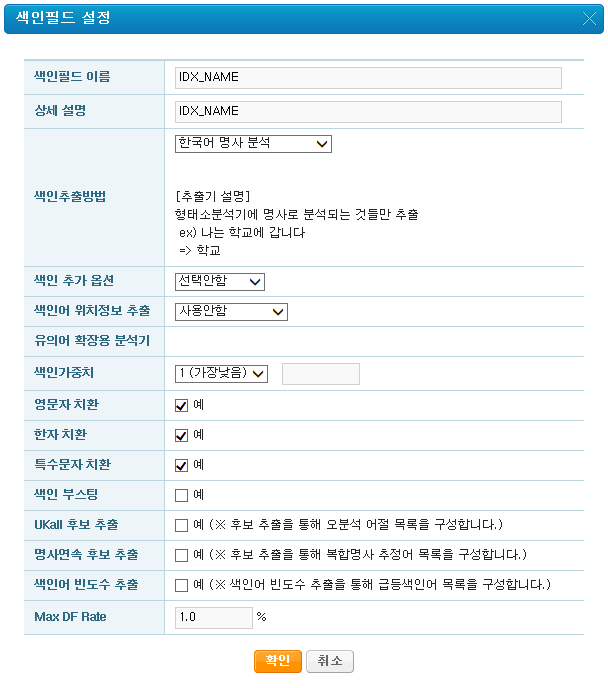 색인필드 설정
색인필드 이름 IDX_NAME
상세 설명 IDX_NAME
한국어 명사 분석
색인추출방법
[추출기 설명]
형태소분석기에 명사로 분석되는 것들만 추출
ex) 나는 학교에 갑니다
=> 학교
색인 추가 옵션 선택안함
색인어 위치정보 추출 사용안함
유의어 확장용 분석기
색인가중치 1 (가장낮음)
영문자 치환 예
한자 치환 예
특수문자 치환 예
색인 부스팅 예
UKall 후보 추출 예 (※ 후보 추출을 통해 오분석 어절 목록을 구성합니다.)
명사연속 후보 추출 예 (※ 후보 추출을 통해 복합명사 추정어 목록을 구성합니다.)
색인어 빈도수 추출 예 (※ 색인어 빈도수 추출을 통해 급등색인어 목록을 구성합니다.)
Max DF Rate 1.0 %
확인 취소